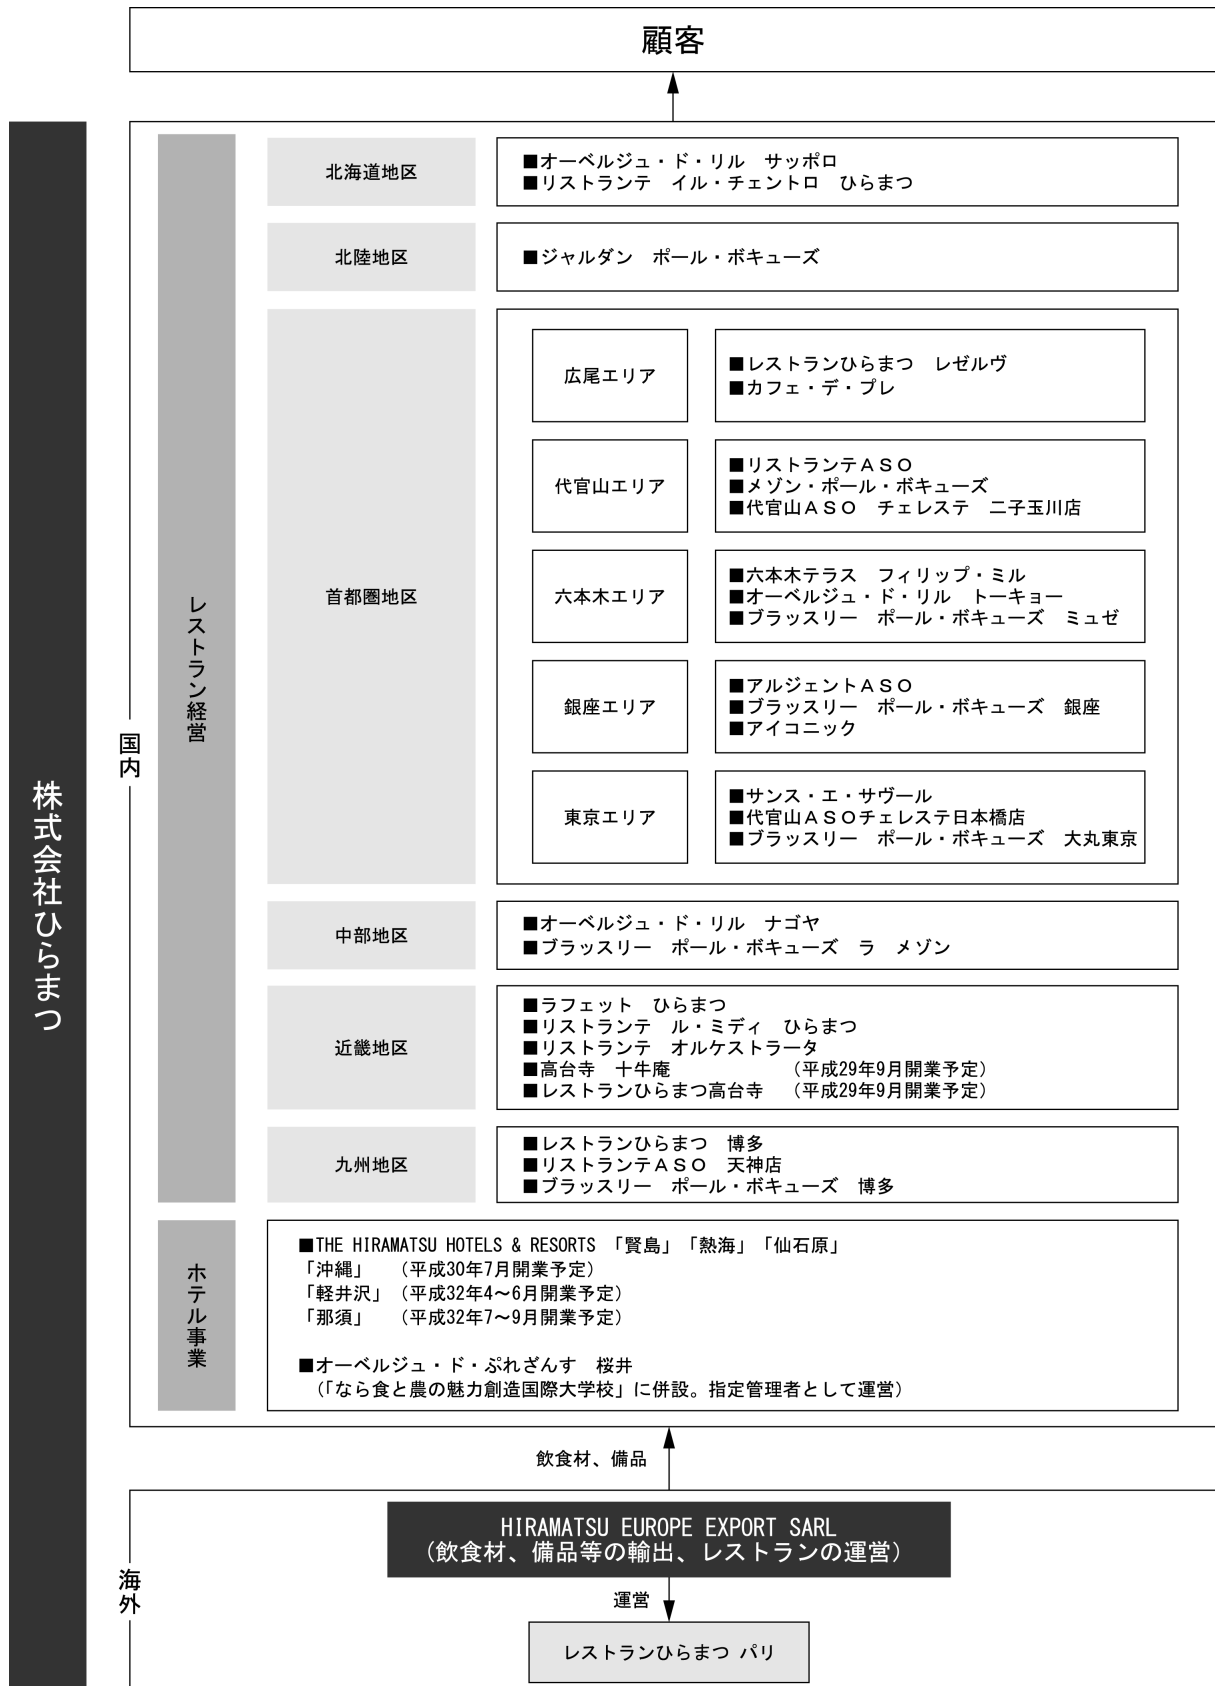 顧客
株式会社ひらまつ
国内
レストラン経営
北海道地区
■オーベルジュ・ド・リル　サッポロ
■リストランテ　イル・チェントロ　ひらまつ
北陸地区
■ジャルダン　ポール・ボキューズ
首都圏地区
広尾エリア
■レストランひらまつ　レゼルヴ
■カフェ・デ・プレ
代官山エリア
■リストランテＡＳＯ
■メゾン・ポール・ボキューズ
■代官山ＡＳＯ　チェレステ　二子玉川店
六本木エリア
■六本木テラス　フィリップ・ミル
■オーベルジュ・ド・リル　トーキョー
■ブラッスリー　ポール・ボキューズ　ミュゼ
銀座エリア
■アルジェントＡＳＯ
■ブラッスリー　ポール・ボキューズ　銀座
■アイコニック
東京エリア
■サンス・エ・サヴール
■代官山ＡＳＯチェレステ日本橋店
■ブラッスリー　ポール・ボキューズ　大丸東京
中部地区
■オーベルジュ・ド・リル　ナゴヤ
■ブラッスリー　ポール・ボキューズ　ラ　メゾン
近畿地区
■ラフェット　ひらまつ
■リストランテ　ル・ミディ　ひらまつ
■リストランテ　オルケストラータ
■高台寺　十牛庵　（平成29年9月開業予定）
■レストランひらまつ高台寺　（平成29年9月開業予定）
九州地区
■レストランひらまつ　博多
■リストランテＡＳＯ　天神店
■ブラッスリー　ポール・ボキューズ　博多
ホテル事業
■THE HIRAMATSU HOTELS & RESORTS 「賢島」「熱海」「仙石原」
「沖縄」　（平成30年7月開業予定）
「軽井沢」（平成32年4～6月開業予定）
「那須」　（平成32年7～9月開業予定）
■オーベルジュ・ド・ぷれざんす　桜井
（「なら食と農の魅力創造国際大学校」に併設。指定管理者として運営）
飲食材、備品
海外
HIRAMATSU EUROPE EXPORT SARL
（飲食材、備品等の輸出、レストランの運営）
運営
レストランひらまつ パリ